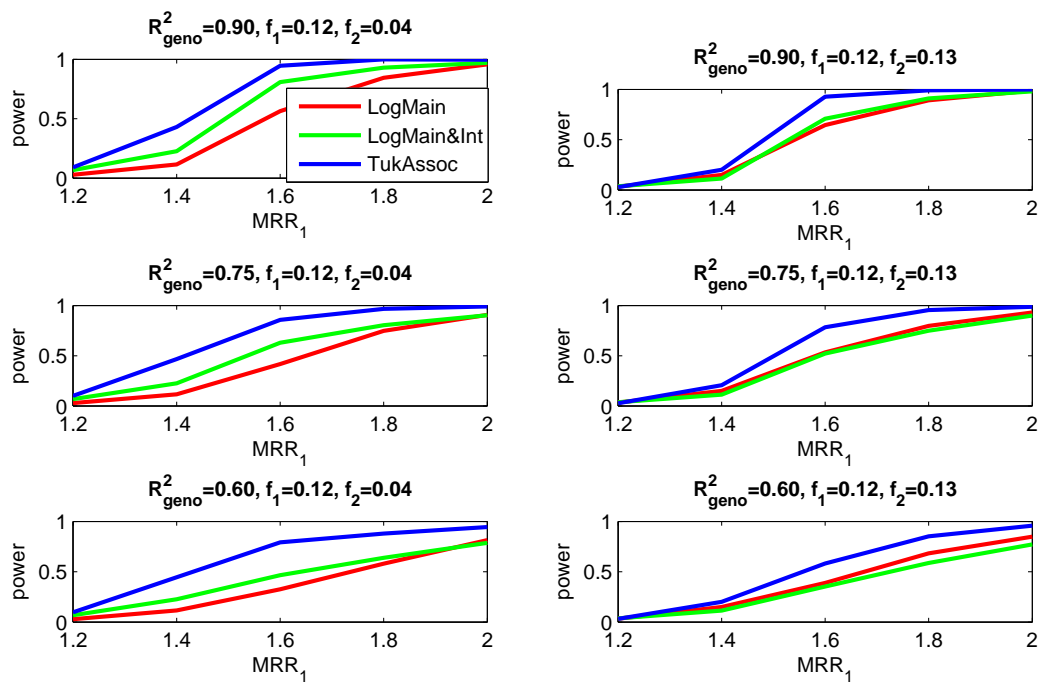 R²geno=0.90, f₁=0.12, f₂=0.04
power
1
0.5
0
LogMain
LogMain&Int
TukAssoc
1.2 1.4 1.6 1.8 2
MRR₁
R²geno=0.90, f₁=0.12, f₂=0.13
power
1
0.5
0
1.2 1.4 1.6 1.8 2
MRR₁
R²geno=0.75, f₁=0.12, f₂=0.04
power
1
0.5
0
1.2 1.4 1.6 1.8 2
MRR₁
R²geno=0.75, f₁=0.12, f₂=0.13
power
1
0.5
0
1.2 1.4 1.6 1.8 2
MRR₁
R²geno=0.60, f₁=0.12, f₂=0.04
power
1
0.5
0
1.2 1.4 1.6 1.8 2
MRR₁
R²geno=0.60, f₁=0.12, f₂=0.13
power
1
0.5
0
1.2 1.4 1.6 1.8 2
MRR₁